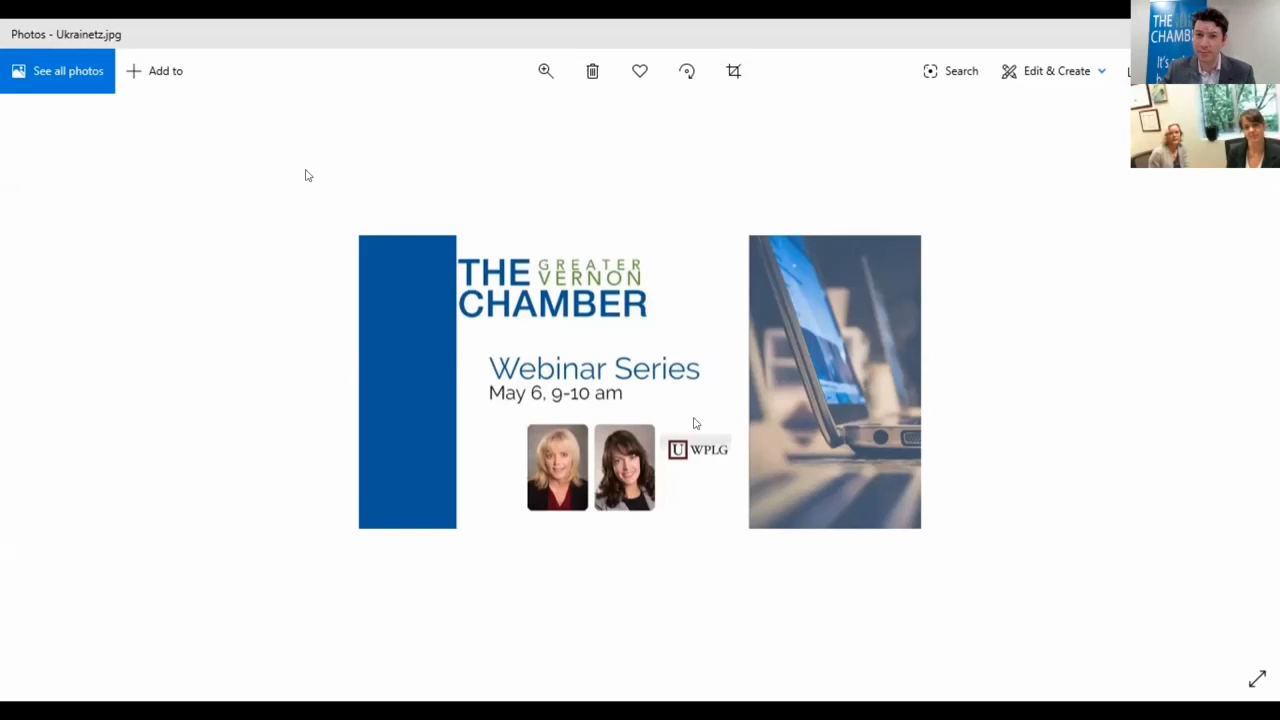 Photos - Ukrainetz.jpg
See all photos
Add to
Search
Edit & Create
THE
CHAMB
It's
b
THE GREATER VERNON
CHAMBER
Webinar Series
May 6, 9-10 am
U WPLG